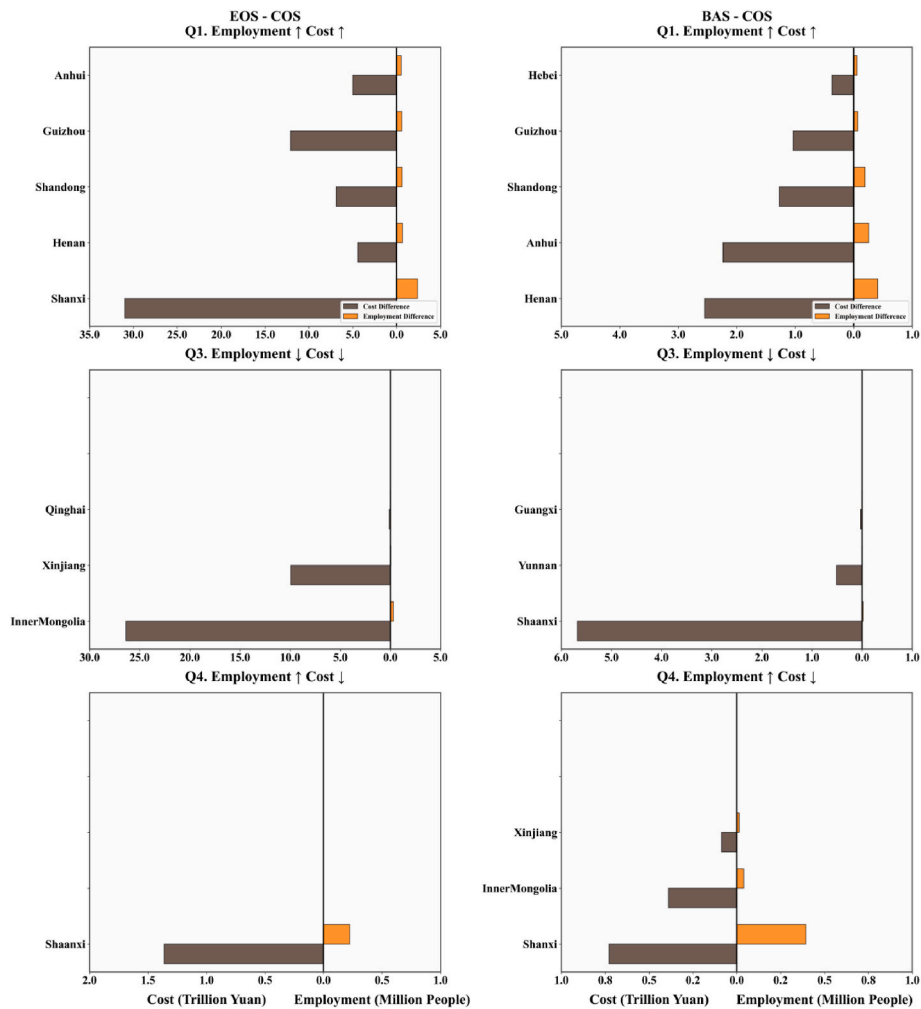 EOS - COS
Q1. Employment ↑ Cost ↑
Anhui
Guizhou
Shandong
Henan
Shanxi
Cost Difference
Employment Difference
35.0 30.0 25.0 20.0 15.0 10.0 5.0 0.0 5.0
BAS - COS
Q1. Employment ↑ Cost ↑
Hebei
Guizhou
Shandong
Anhui
Henan
Cost Difference
Employment Difference
5.0 4.0 3.0 2.0 1.0 0.0 1.0
Q3. Employment ↓ Cost ↓
Qinghai
Xinjiang
InnerMongolia
30.0 25.0 20.0 15.0 10.0 5.0 0.0 5.0
Q3. Employment ↓ Cost ↓
Guangxi
Yunnan
Shaanxi
6.0 5.0 4.0 3.0 2.0 1.0 0.0 1.0
Q4. Employment ↑ Cost ↓
Shaanxi
2.0 1.5 1.0 0.5 0.0 0.5 1.0
Cost (Trillion Yuan) Employment (Million People)
Q4. Employment ↑ Cost ↓
Xinjiang
InnerMongolia
Shanxi
1.0 0.8 0.5 0.2 0.0 0.2 0.5 0.8 1.0
Cost (Trillion Yuan) Employment (Million People)